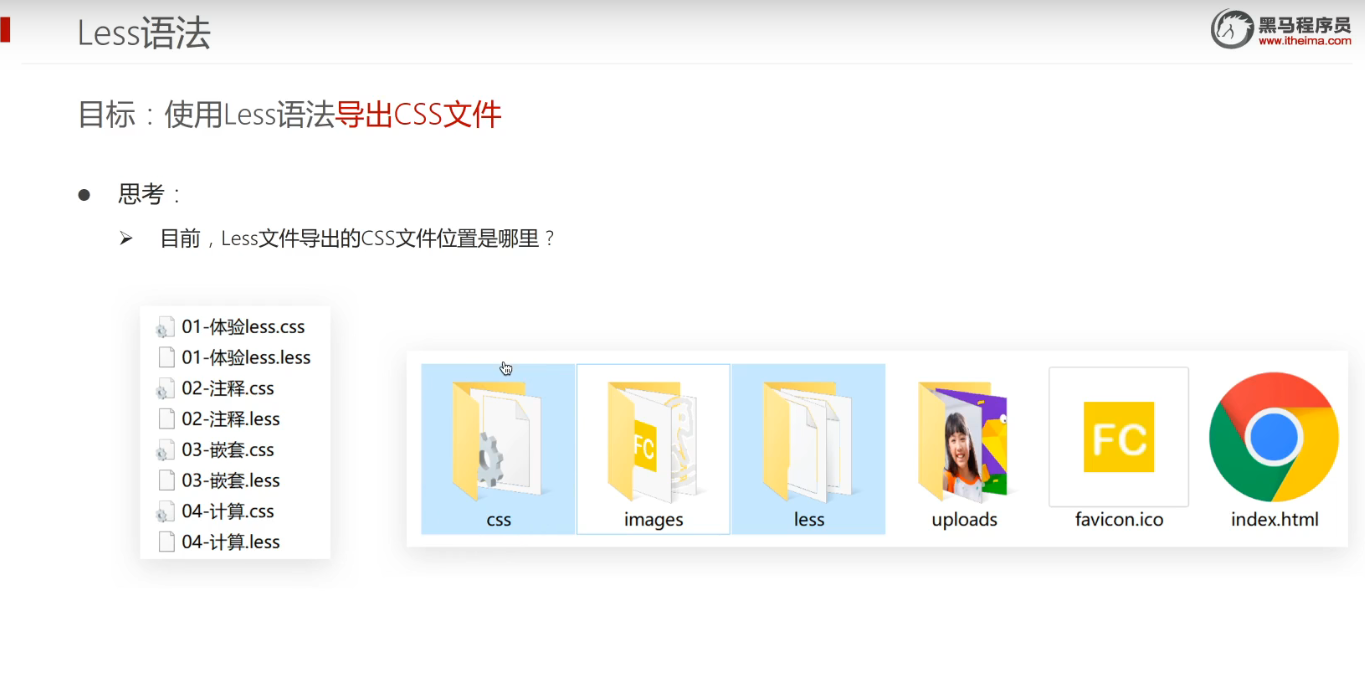 Less语法
黑马程序员
www.itheima.com
目标：使用Less语法导出CSS文件
思考：
目前，Less文件导出的CSS文件位置是哪里？
01-体验less.css
01-体验less.less
02-注释.css
02-注释.less
03-嵌套.css
03-嵌套.less
04-计算.css
04-计算.less
FC
FC
css
images
less
uploads
favicon.ico
index.html